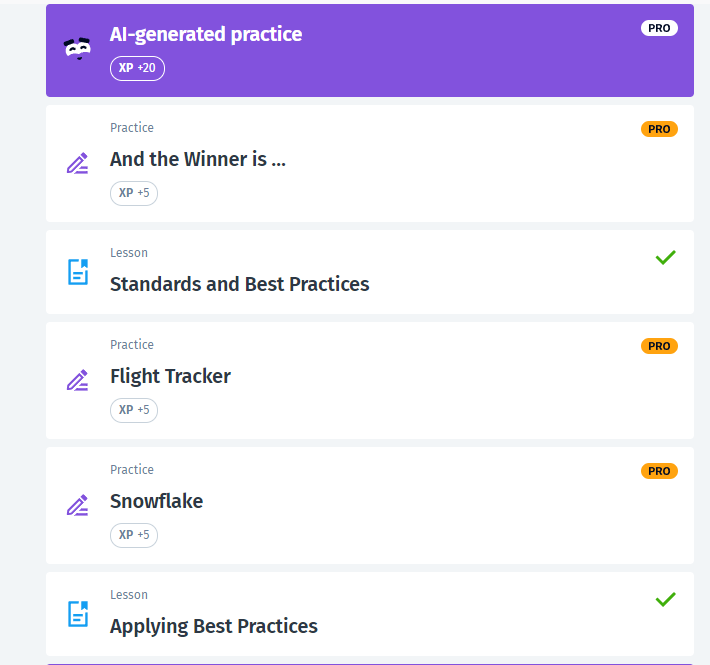 AI-generated practice
PRO
XP +20
Practice
PRO
And the Winner is ...
XP +5
Lesson
Standards and Best Practices
Practice
PRO
Flight Tracker
XP +5
Practice
PRO
Snowflake
XP +5
Lesson
Applying Best Practices